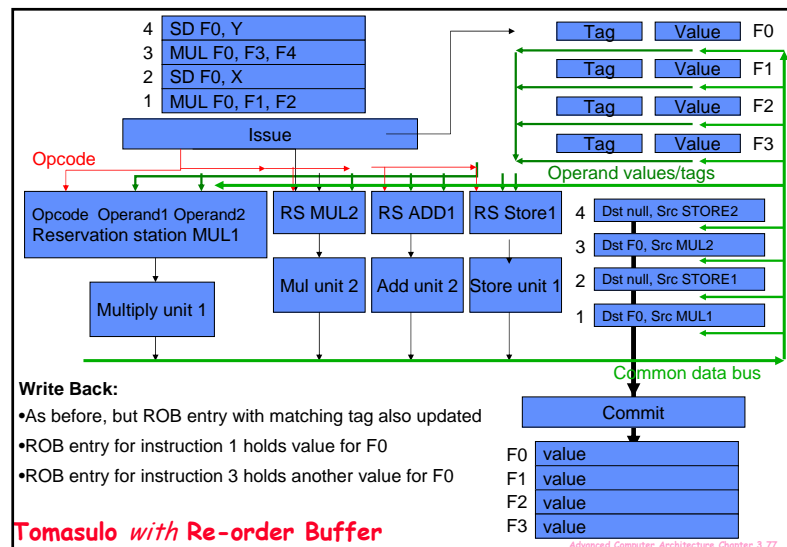 4 SD F0, Y
3 MUL F0, F3, F4
2 SD F0, X
1 MUL F0, F1, F2
Issue
Tag Value F0
Tag Value F1
Tag Value F2
Tag Value F3
Opcode
Operand values/tags
Opcode Operand1 Operand2
Reservation station MUL1
RS MUL2
RS ADD1
RS Store1
4 Dst null, Src STORE2
3 Dst F0, Src MUL2
2 Dst null, Src STORE1
1 Dst F0, Src MUL1
Multiply unit 1
Mul unit 2
Add unit 2
Store unit 1
Common data bus
Write Back:
•As before, but ROB entry with matching tag also updated
•ROB entry for instruction 1 holds value for F0
•ROB entry for instruction 3 holds another value for F0
Commit
F0 value
F1 value
F2 value
F3 value
Tomasulo with Re-order Buffer
Advanced Computer Architecture Chapter 3.77